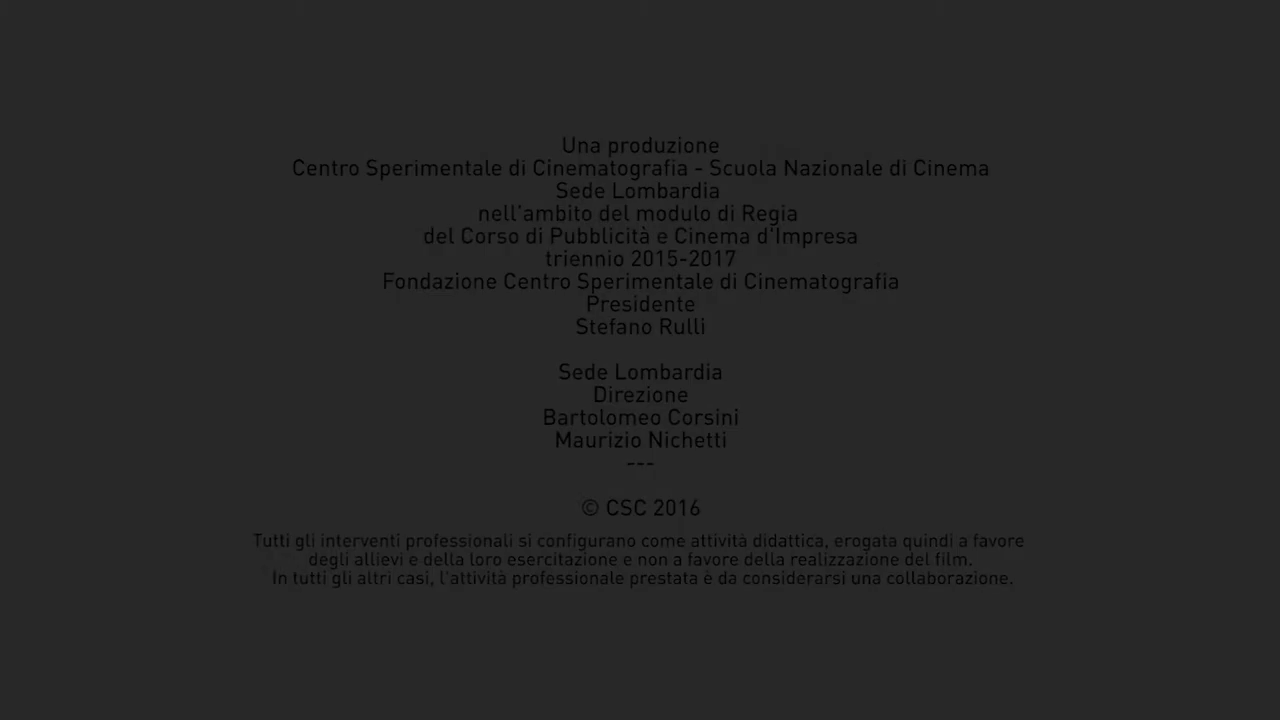 Una produzione
Centro Sperimentale di Cinematografia - Scuola Nazionale di Cinema
Sede Lombardia
nell'ambito del modulo di Regia
del Corso di Pubblicità e Cinema d'Impresa
triennio 2015-2017
Fondazione Centro Sperimentale di Cinematografia
Presidente
Stefano Rulli
Sede Lombardia
Direzione
Bartolomeo Corsini
Maurizio Nichetti
---
© CSC 2016
Tutti gli interventi professionali si configurano come attività didattica, erogata quindi a favore
degli allievi e della loro esercitazione e non a favore della realizzazione del film.
In tutti gli altri casi, l'attività professionale prestata è da considerarsi una collaborazione.